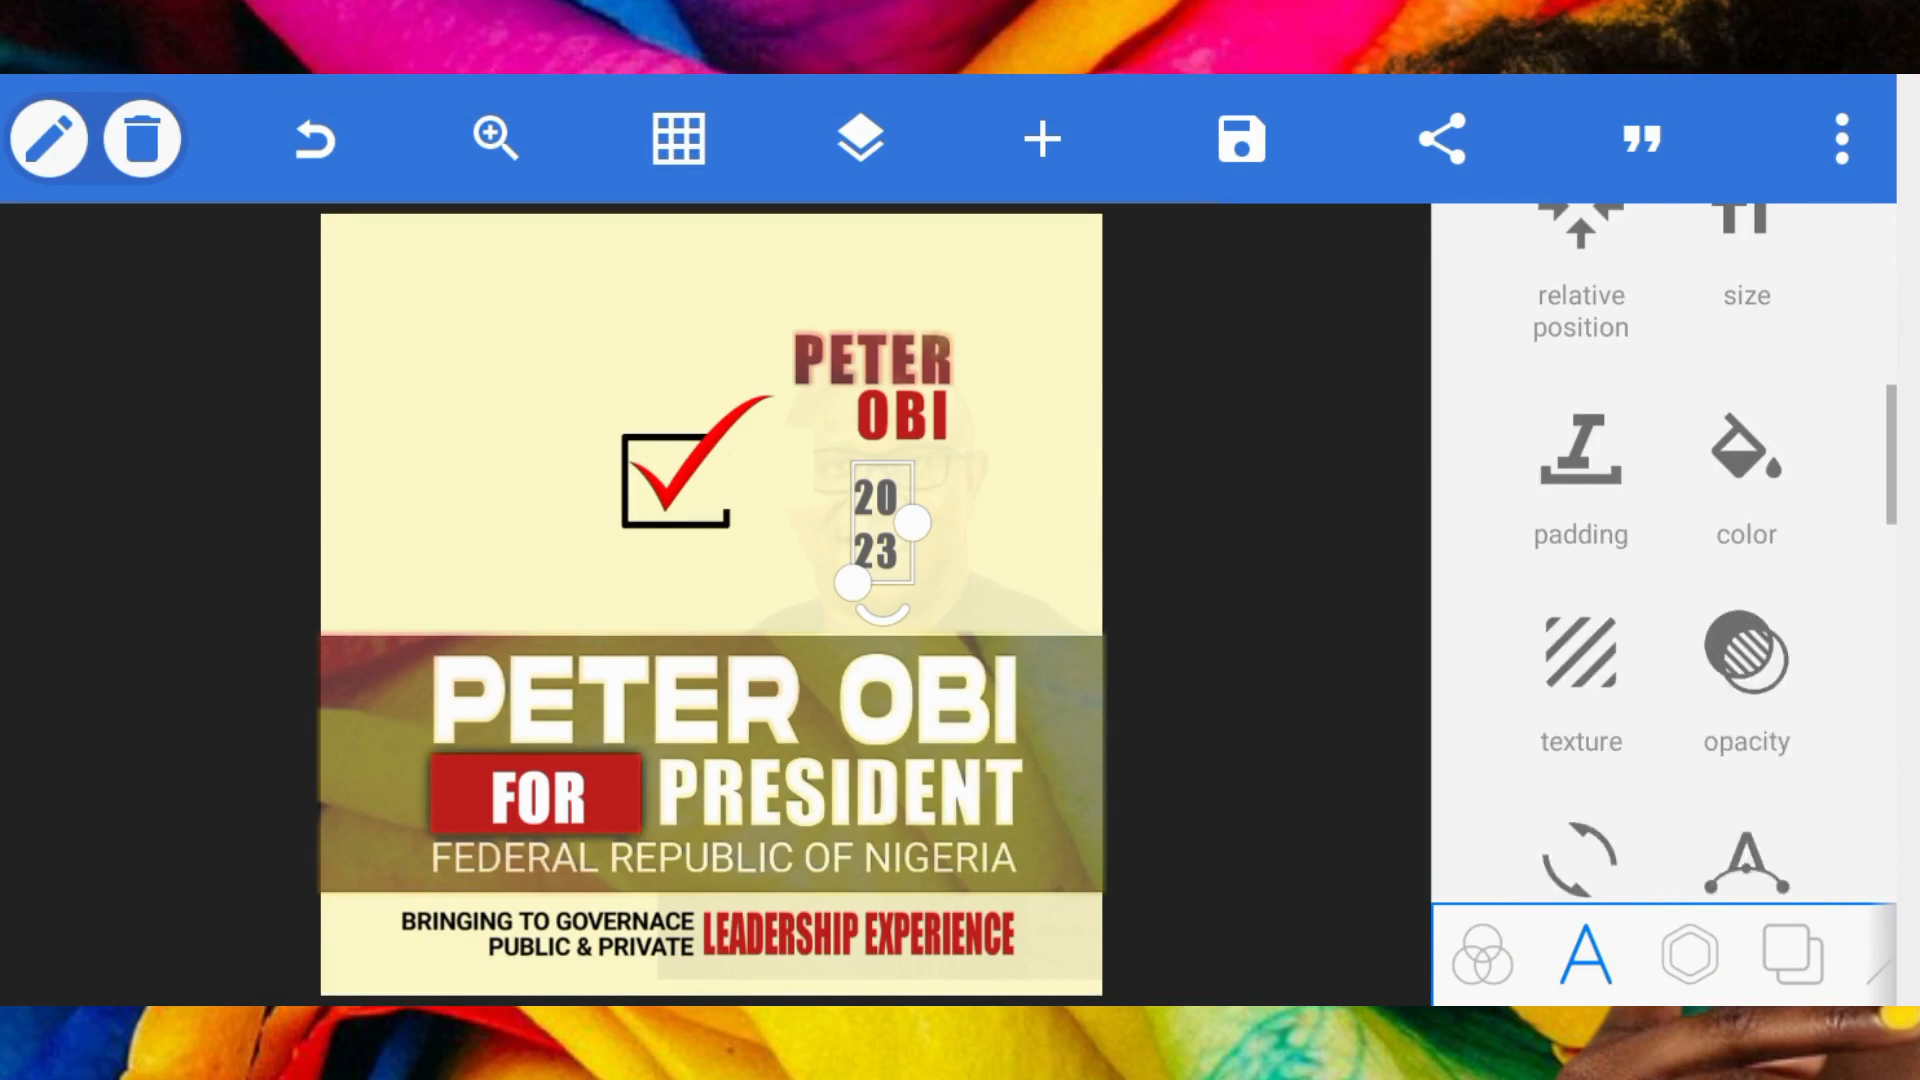 PETER
OBI
20
23
PETER OBI
FOR PRESIDENT
FEDERAL REPUBLIC OF NIGERIA
BRINGING TO GOVERNACE
PUBLIC & PRIVATE
LEADERSHIP EXPERIENCE
relative
position
size
padding
color
texture
opacity